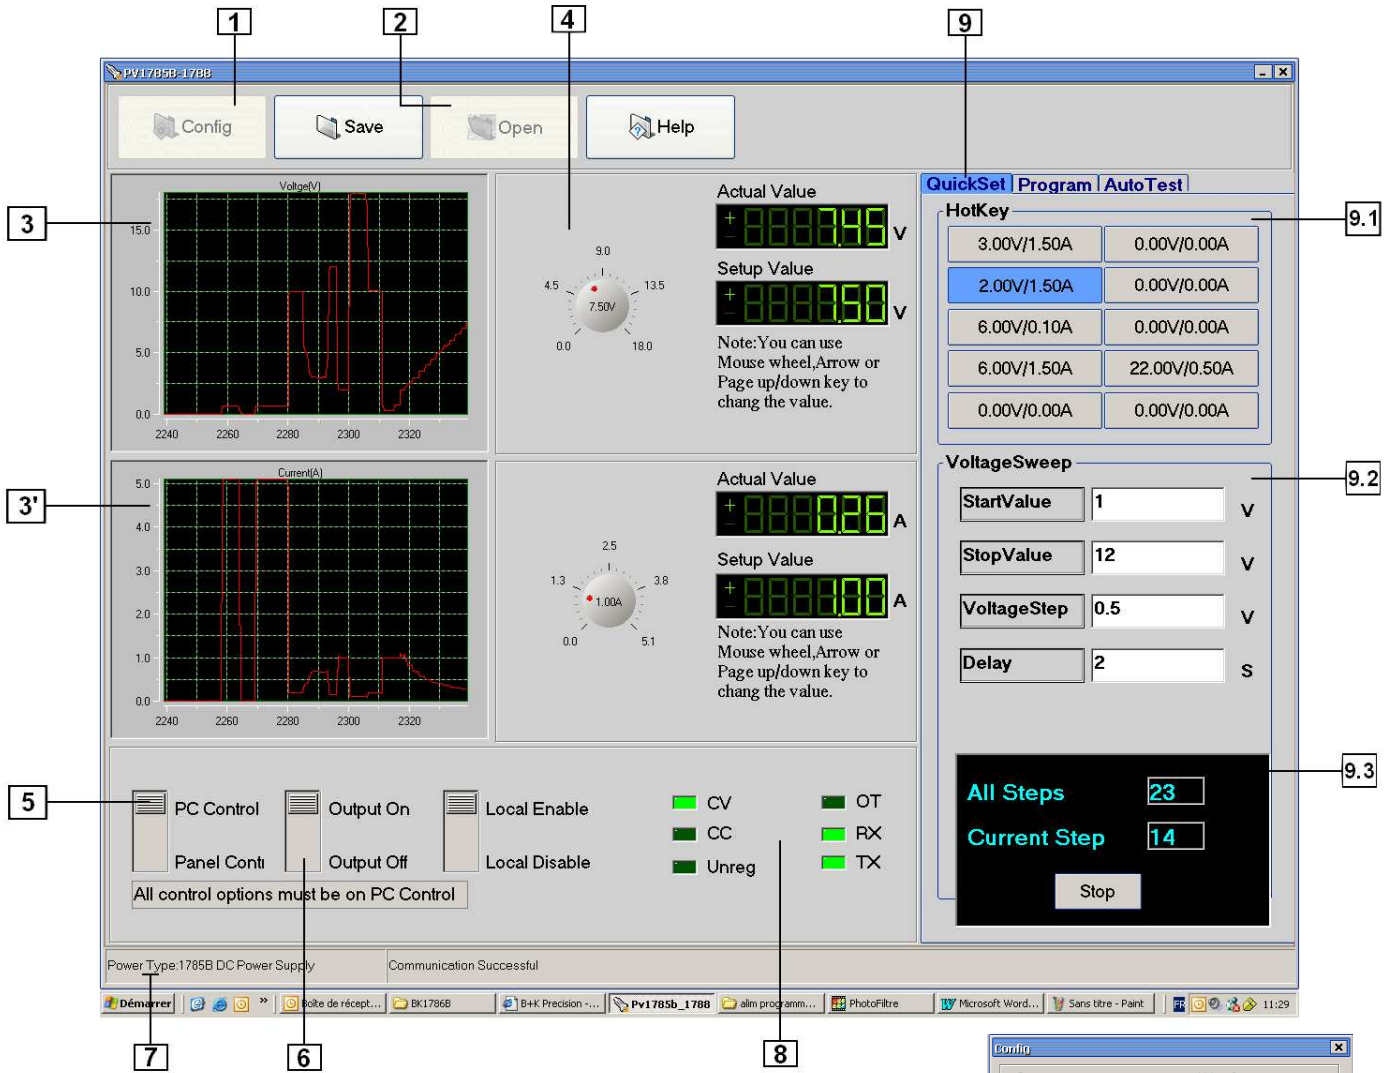 1
2
4
9
PV1785B-1788
Config
Save
Open
Help
3
Voltge(V)
15.0
10.0
5.0
0.0
2240
2260
2280
2300
2320
9.0
4.5
13.5
7.50V
0.0
18.0
Actual Value
7.45 V
Setup Value
7.50 V
Note:You can use
Mouse wheel,Arrow or
Page up/down key to
chang the value.
QuickSet
Program
AutoTest
HotKey
9.1
3.00V/1.50A
0.00V/0.00A
2.00V/1.50A
0.00V/0.00A
6.00V/0.10A
0.00V/0.00A
6.00V/1.50A
22.00V/0.50A
0.00V/0.00A
0.00V/0.00A
3'
Current(A)
5.0
4.0
3.0
2.0
1.0
0.0
2240
2260
2280
2300
2320
2.5
1.3
3.8
1.00A
0.0
5.1
Actual Value
0.26 A
Setup Value
1.00 A
Note:You can use
Mouse wheel,Arrow or
Page up/down key to
chang the value.
VoltageSweep
9.2
StartValue 1 V
StopValue 12 V
VoltageStep 0.5 V
Delay 2 S
9.3
All Steps 23
Current Step 14
Stop
5
PC Control
Panel Conti
Output On
Output Off
Local Enable
Local Disable
CV
CC
Unreg
OT
RX
TX
All control options must be on PC Control
Power Type:1785B DC Power Supply
Communication Successful
Démarrer
»
Boîte de récept...
BK1786B
B+K Precision -...
Pv1785b_1788
alim programm...
PhotoFiltre
Microsoft Word...
Sans titre - Paint
FR
11:29
7
6
8
Config